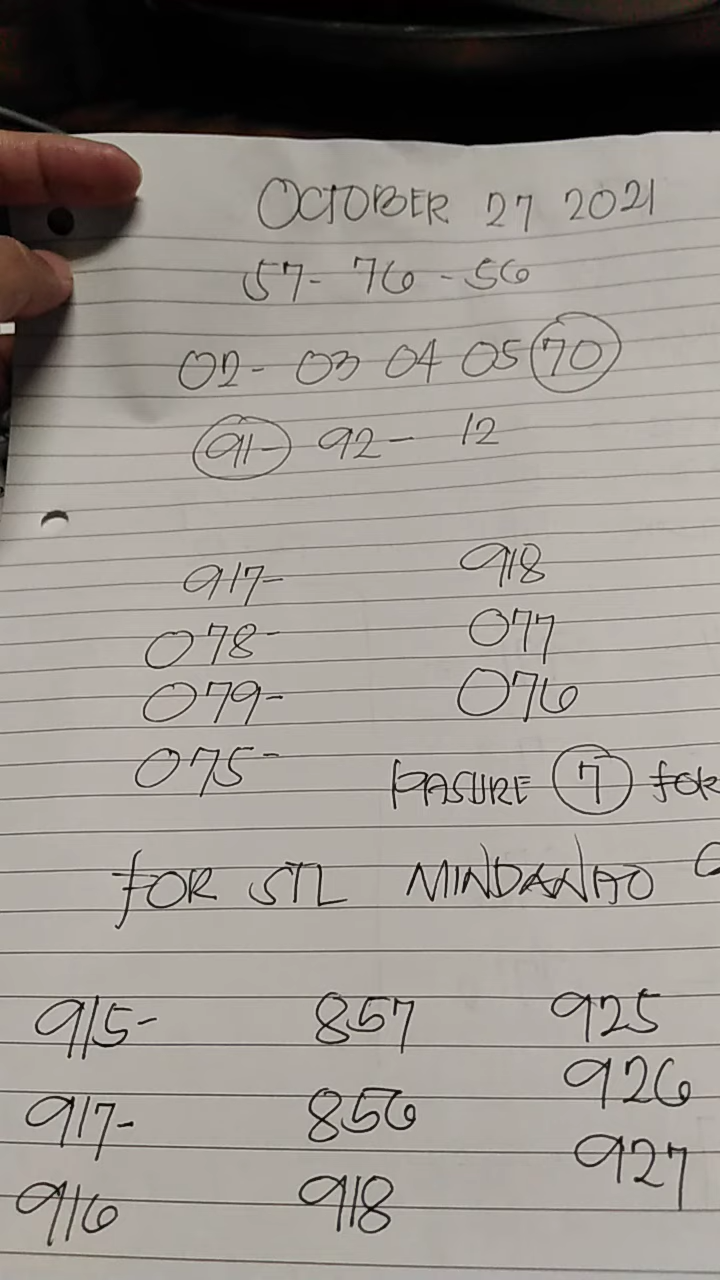 OCTOBER 27 2021
57- 76 - 56
02- 03 04 05 70
91- 92- 12
917- 918
078- 077
079- 076
075-
PASURE 7 FOR
FOR STL MINDANAO
915- 857 925
926
917- 856
927
916 918